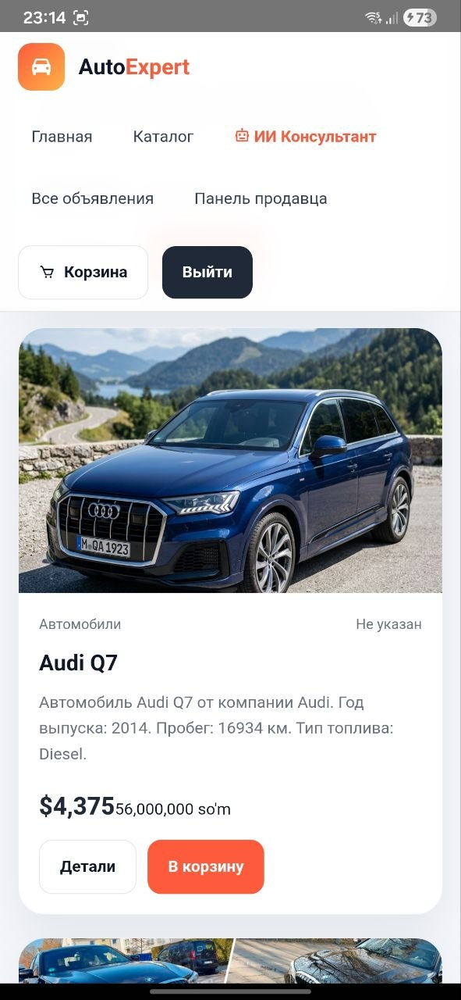 23:14 73
AutoExpert
Главная Каталог ИИ Консультант
Все объявления Панель продавца
Корзина Выйти
M QA 1923
Автомобили Не указан
Audi Q7
Автомобиль Audi Q7 от компании Audi. Год
выпуска: 2014. Пробег: 16934 км. Тип топлива:
Diesel.
$4,37556,000,000 so'm
Детали В корзину